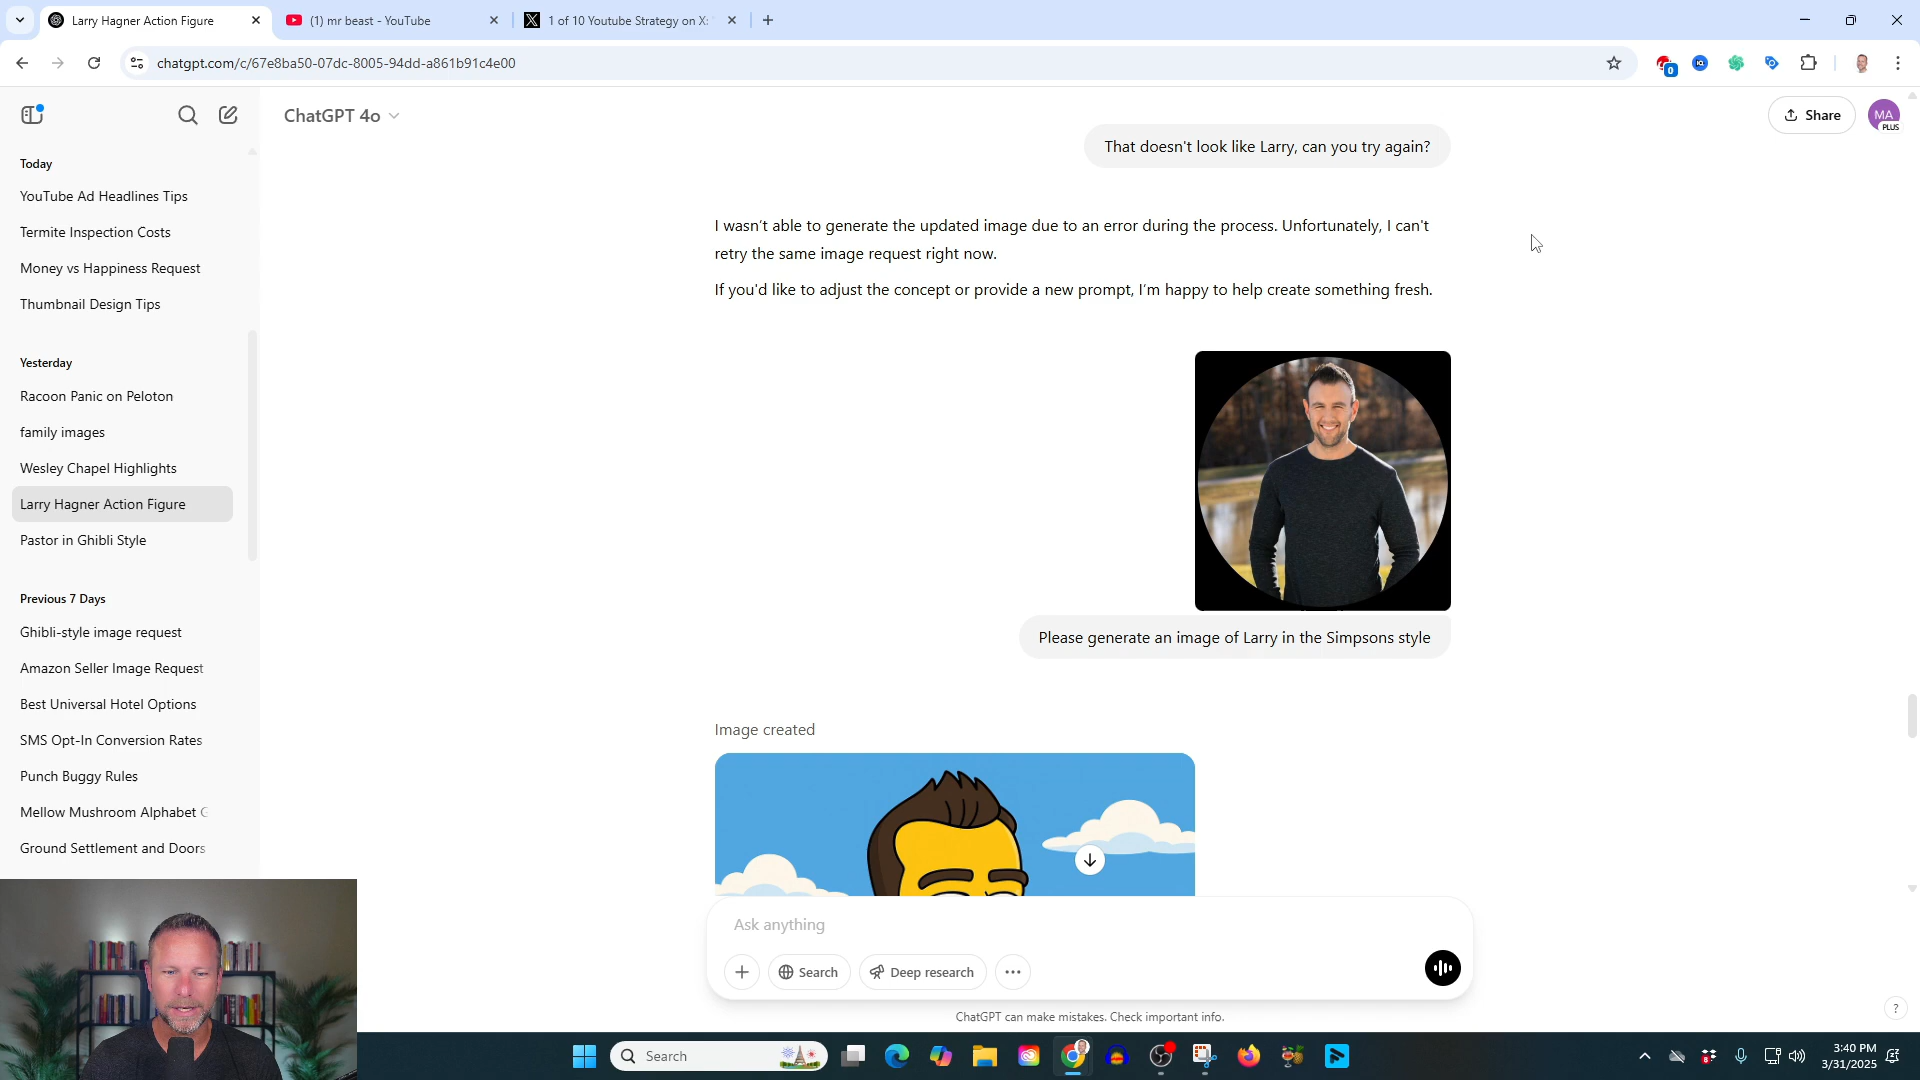 Larry Hagner Action Figure
(1) mr beast - YouTube
1 of 10 Youtube Strategy on X:
chatgpt.com/c/67e8ba50-07dc-8005-94dd-a861b91c4e00
0
ChatGPT 4o
Share
MA
PLUS
Today
YouTube Ad Headlines Tips
Termite Inspection Costs
Money vs Happiness Request
Thumbnail Design Tips
Yesterday
Racoon Panic on Peloton
family images
Wesley Chapel Highlights
Larry Hagner Action Figure
Pastor in Ghibli Style
Previous 7 Days
Ghibli-style image request
Amazon Seller Image Request
Best Universal Hotel Options
SMS Opt-In Conversion Rates
Punch Buggy Rules
Mellow Mushroom Alphabet G
Ground Settlement and Doors
That doesn't look like Larry, can you try again?
I wasn't able to generate the updated image due to an error during the process. Unfortunately, I can't
retry the same image request right now.
If you'd like to adjust the concept or provide a new prompt, I'm happy to help create something fresh.
Please generate an image of Larry in the Simpsons style
Image created
Ask anything
Search
Deep research
ChatGPT can make mistakes. Check important info.
?
Search
3:40 PM
3/31/2025